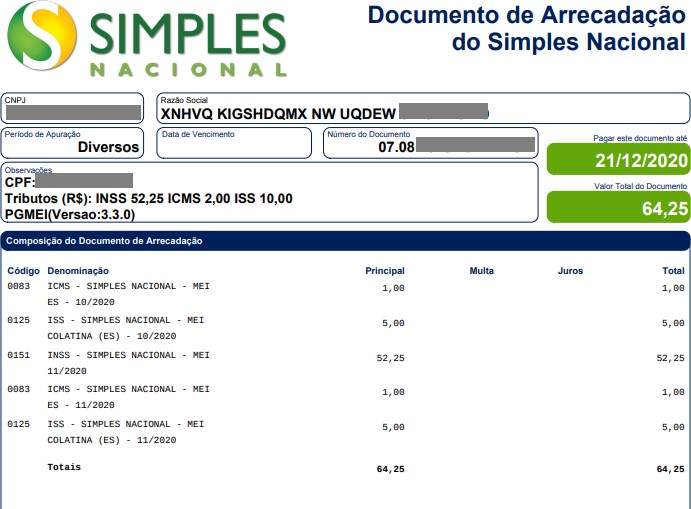 SIMPLES
NACIONAL
Documento de Arrecadação
do Simples Nacional
CNPJ
Razão Social
XNHVQ KIGSHDQMX NW UQDEW
Período de Apuração
Diversos
Data de Vencimento
Número do Documento
07.08
Pagar este documento até
21/12/2020
Observações
CPF:
Tributos (R$): INSS 52,25 ICMS 2,00 ISS 10,00
PGMEI(Versao:3.3.0)
Valor Total do Documento
64,25
Composição do Documento de Arrecadação
Código Denominação Principal Multa Juros Total
0083 ICMS - SIMPLES NACIONAL - MEI 1,00 1,00
ES - 10/2020
0125 ISS - SIMPLES NACIONAL - MEI 5,00 5,00
COLATINA (ES) - 10/2020
0151 INSS - SIMPLES NACIONAL - MEI 52,25 52,25
11/2020
0083 ICMS - SIMPLES NACIONAL - MEI 1,00 1,00
ES - 11/2020
0125 ISS - SIMPLES NACIONAL - MEI 5,00 5,00
COLATINA (ES) - 11/2020
Totais 64,25 64,25